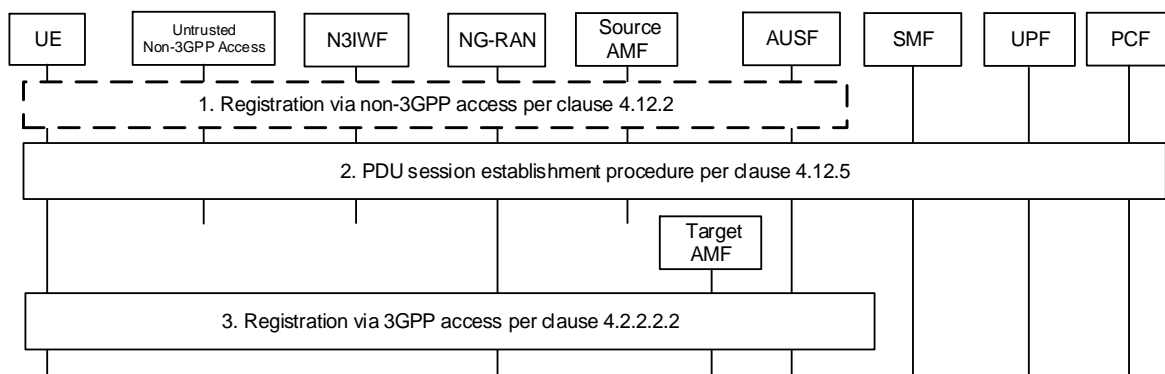 UE
Untrusted
Non-3GPP Access
N3IWF
NG-RAN
Source
AMF
AUSF
SMF
UPF
PCF
1. Registration via non-3GPP access per clause 4.12.2
2. PDU session establishment procedure per clause 4.12.5
Target
AMF
3. Registration via 3GPP access per clause 4.2.2.2.2